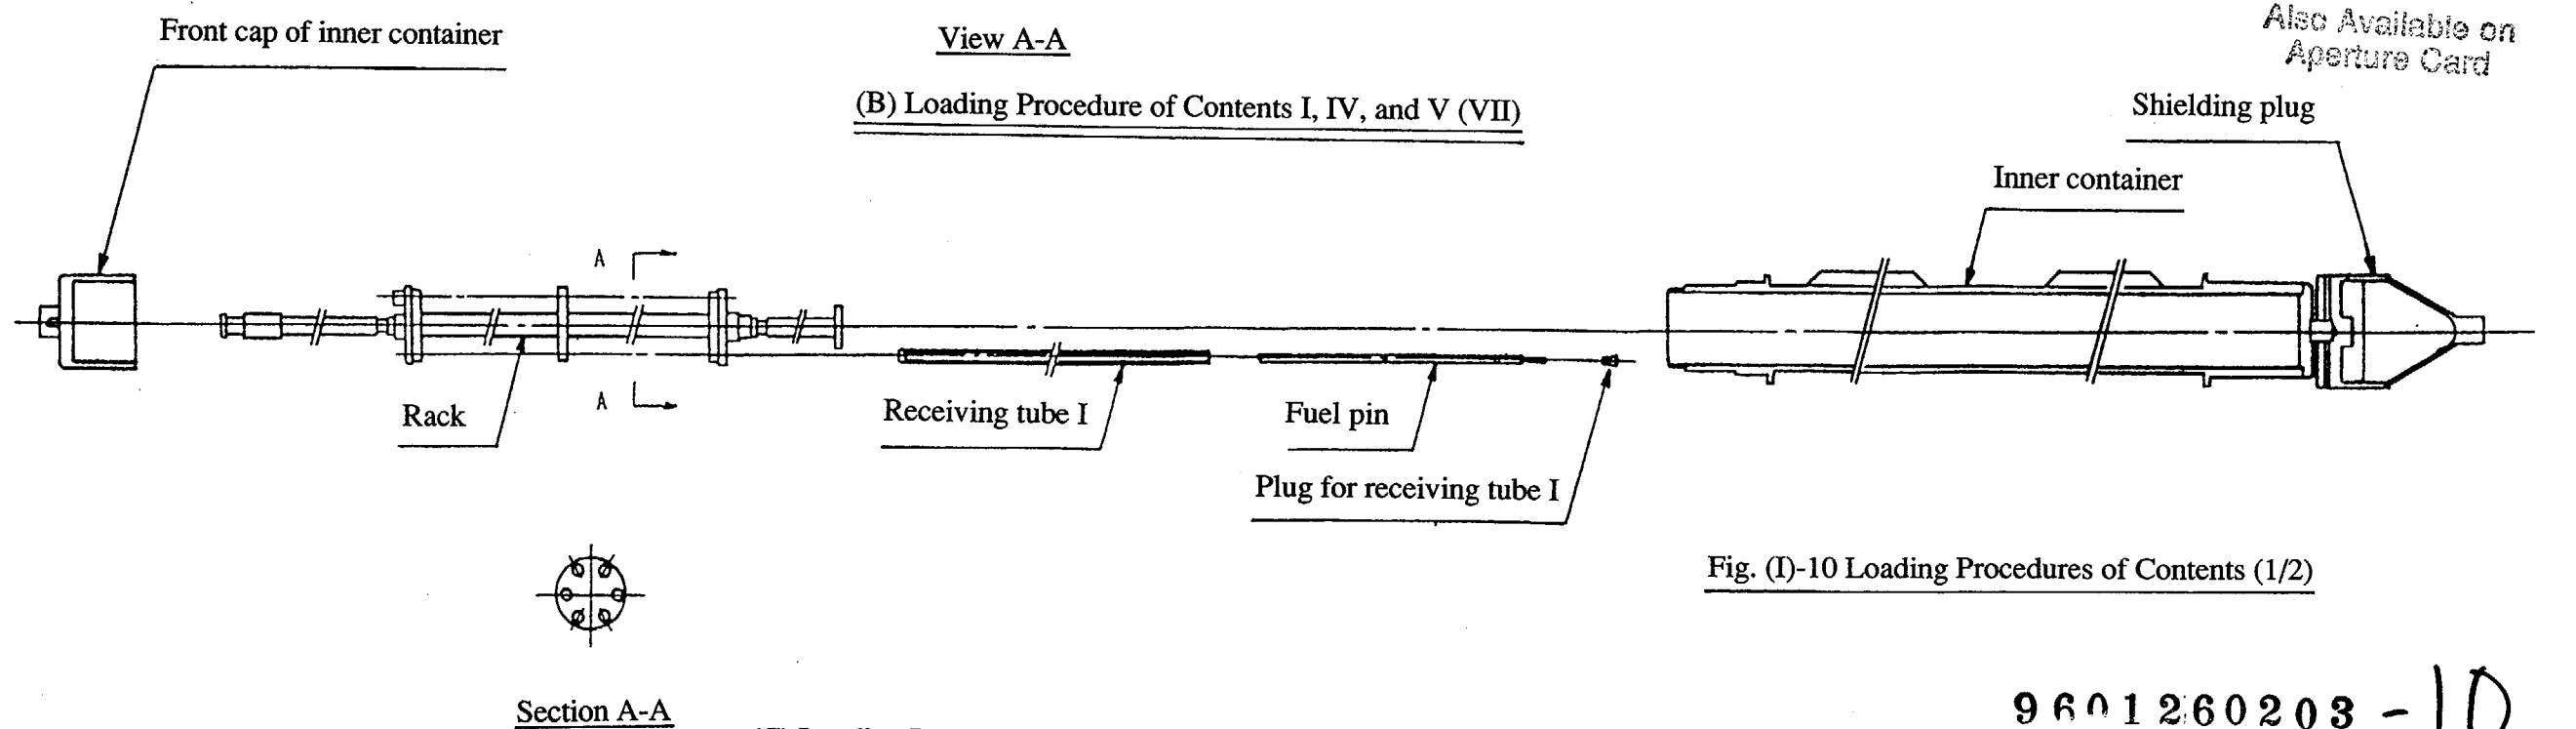 Also Available on
Aperture Card
Front cap of inner container
View A-A
(B) Loading Procedure of Contents I, IV, and V (VII)
Shielding plug
Inner container
A
A
Rack
Receiving tube I
Fuel pin
Plug for receiving tube I
Fig. (I)-10 Loading Procedures of Contents (1/2)
Section A-A
9601260203-10